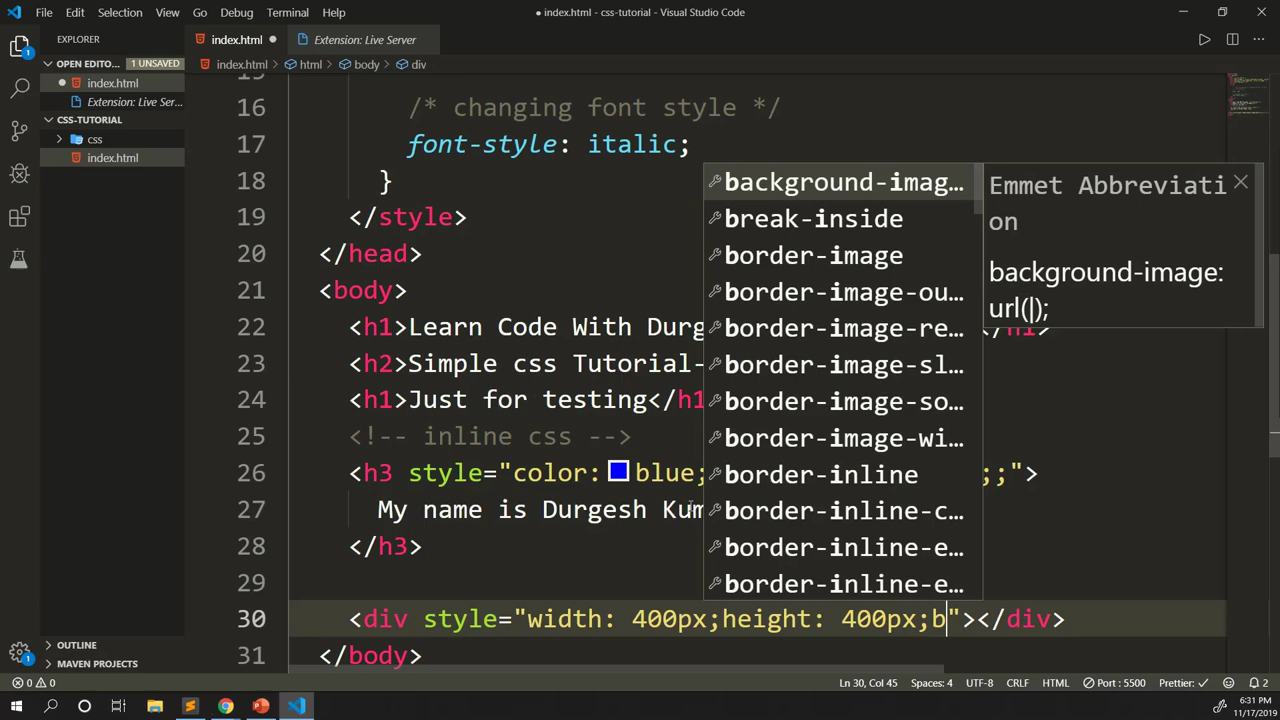 File Edit Selection View Go Debug Terminal Help
● index.html - css-tutorial - Visual Studio Code
EXPLORER
OPEN EDITO... 1 UNSAVED
index.html
Extension: Live Ser...
CSS-TUTORIAL
css
index.html
OUTLINE
MAVEN PROJECTS
index.html
Extension: Live Server
index.html html body div
16 /* changing font style */
17 font-style: italic;
18 }
19 </style>
20 </head>
21 <body>
22 <h1>Learn Code With Durg
23 <h2>Simple css Tutorial-
24 <h1>Just for testing</h1
25 <!-- inline css -->
26 <h3 style="color: blue; ;;">
27 My name is Durgesh Kum
28 </h3>
29
30 <div style="width: 400px;height: 400px;b"></div>
31 </body>
background-imag...
break-inside
border-image
border-image-ou...
border-image-re...
border-image-sl...
border-image-so...
border-image-wi...
border-inline
border-inline-c...
border-inline-e...
border-inline-e...
Emmet Abbreviati
on
background-image:
url(|);
0 0
Ln 30, Col 45 Spaces: 4 UTF-8 CRLF HTML Port : 5500 Prettier: ✓ 2
6:31 PM
11/17/2019